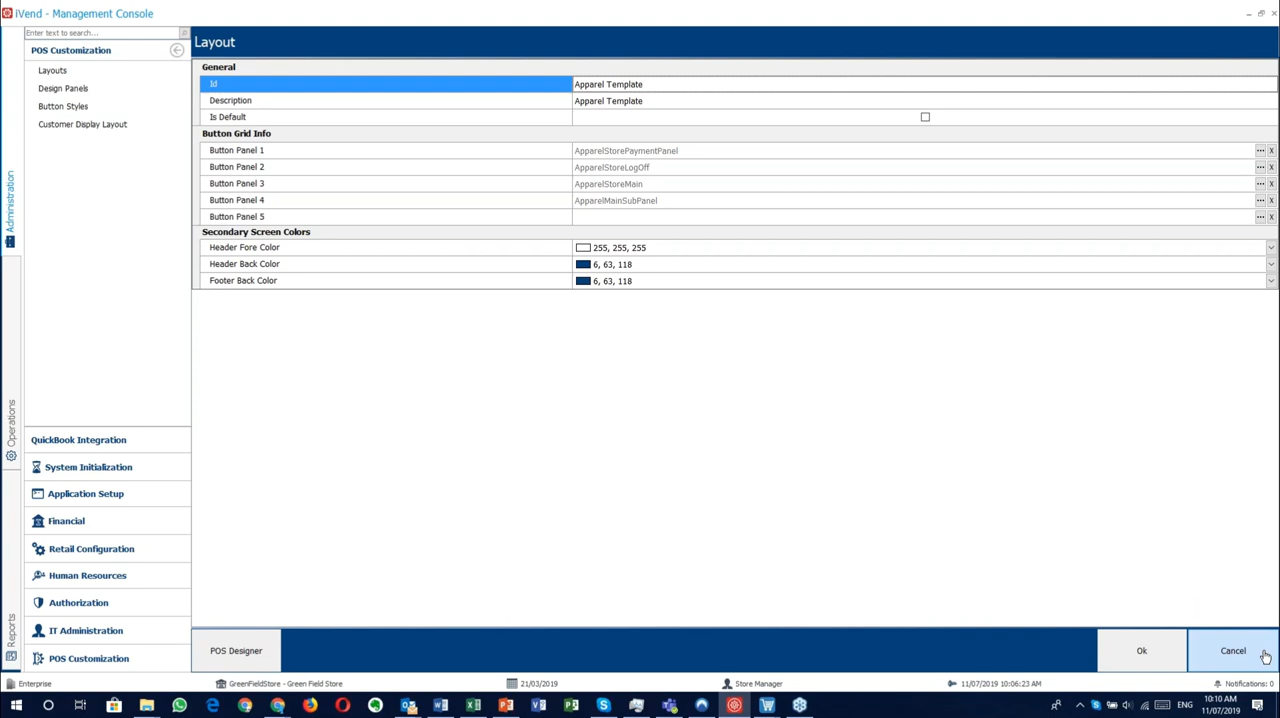 iVend - Management Console
Enter text to search...
POS Customization
Layouts
Design Panels
Button Styles
Customer Display Layout
Administration
Operations
Reports
QuickBook Integration
System Initialization
Application Setup
Financial
Retail Configuration
Human Resources
Authorization
IT Administration
POS Customization
Layout
General
Id Apparel Template
Description Apparel Template
Is Default
Button Grid Info
Button Panel 1 ApparelStorePaymentPanel ... X
Button Panel 2 ApparelStoreLogOff ... X
Button Panel 3 ApparelStoreMain ... X
Button Panel 4 ApparelMainSubPanel ... X
Button Panel 5 ... X
Secondary Screen Colors
Header Fore Color 255, 255, 255
Header Back Color 6, 63, 118
Footer Back Color 6, 63, 118
POS Designer Ok Cancel
Enterprise GreenFieldStore - Green Field Store 21/03/2019 Store Manager 11/07/2019 10:06:23 AM Notifications: 0
ENG 10:10 AM
11/07/2019